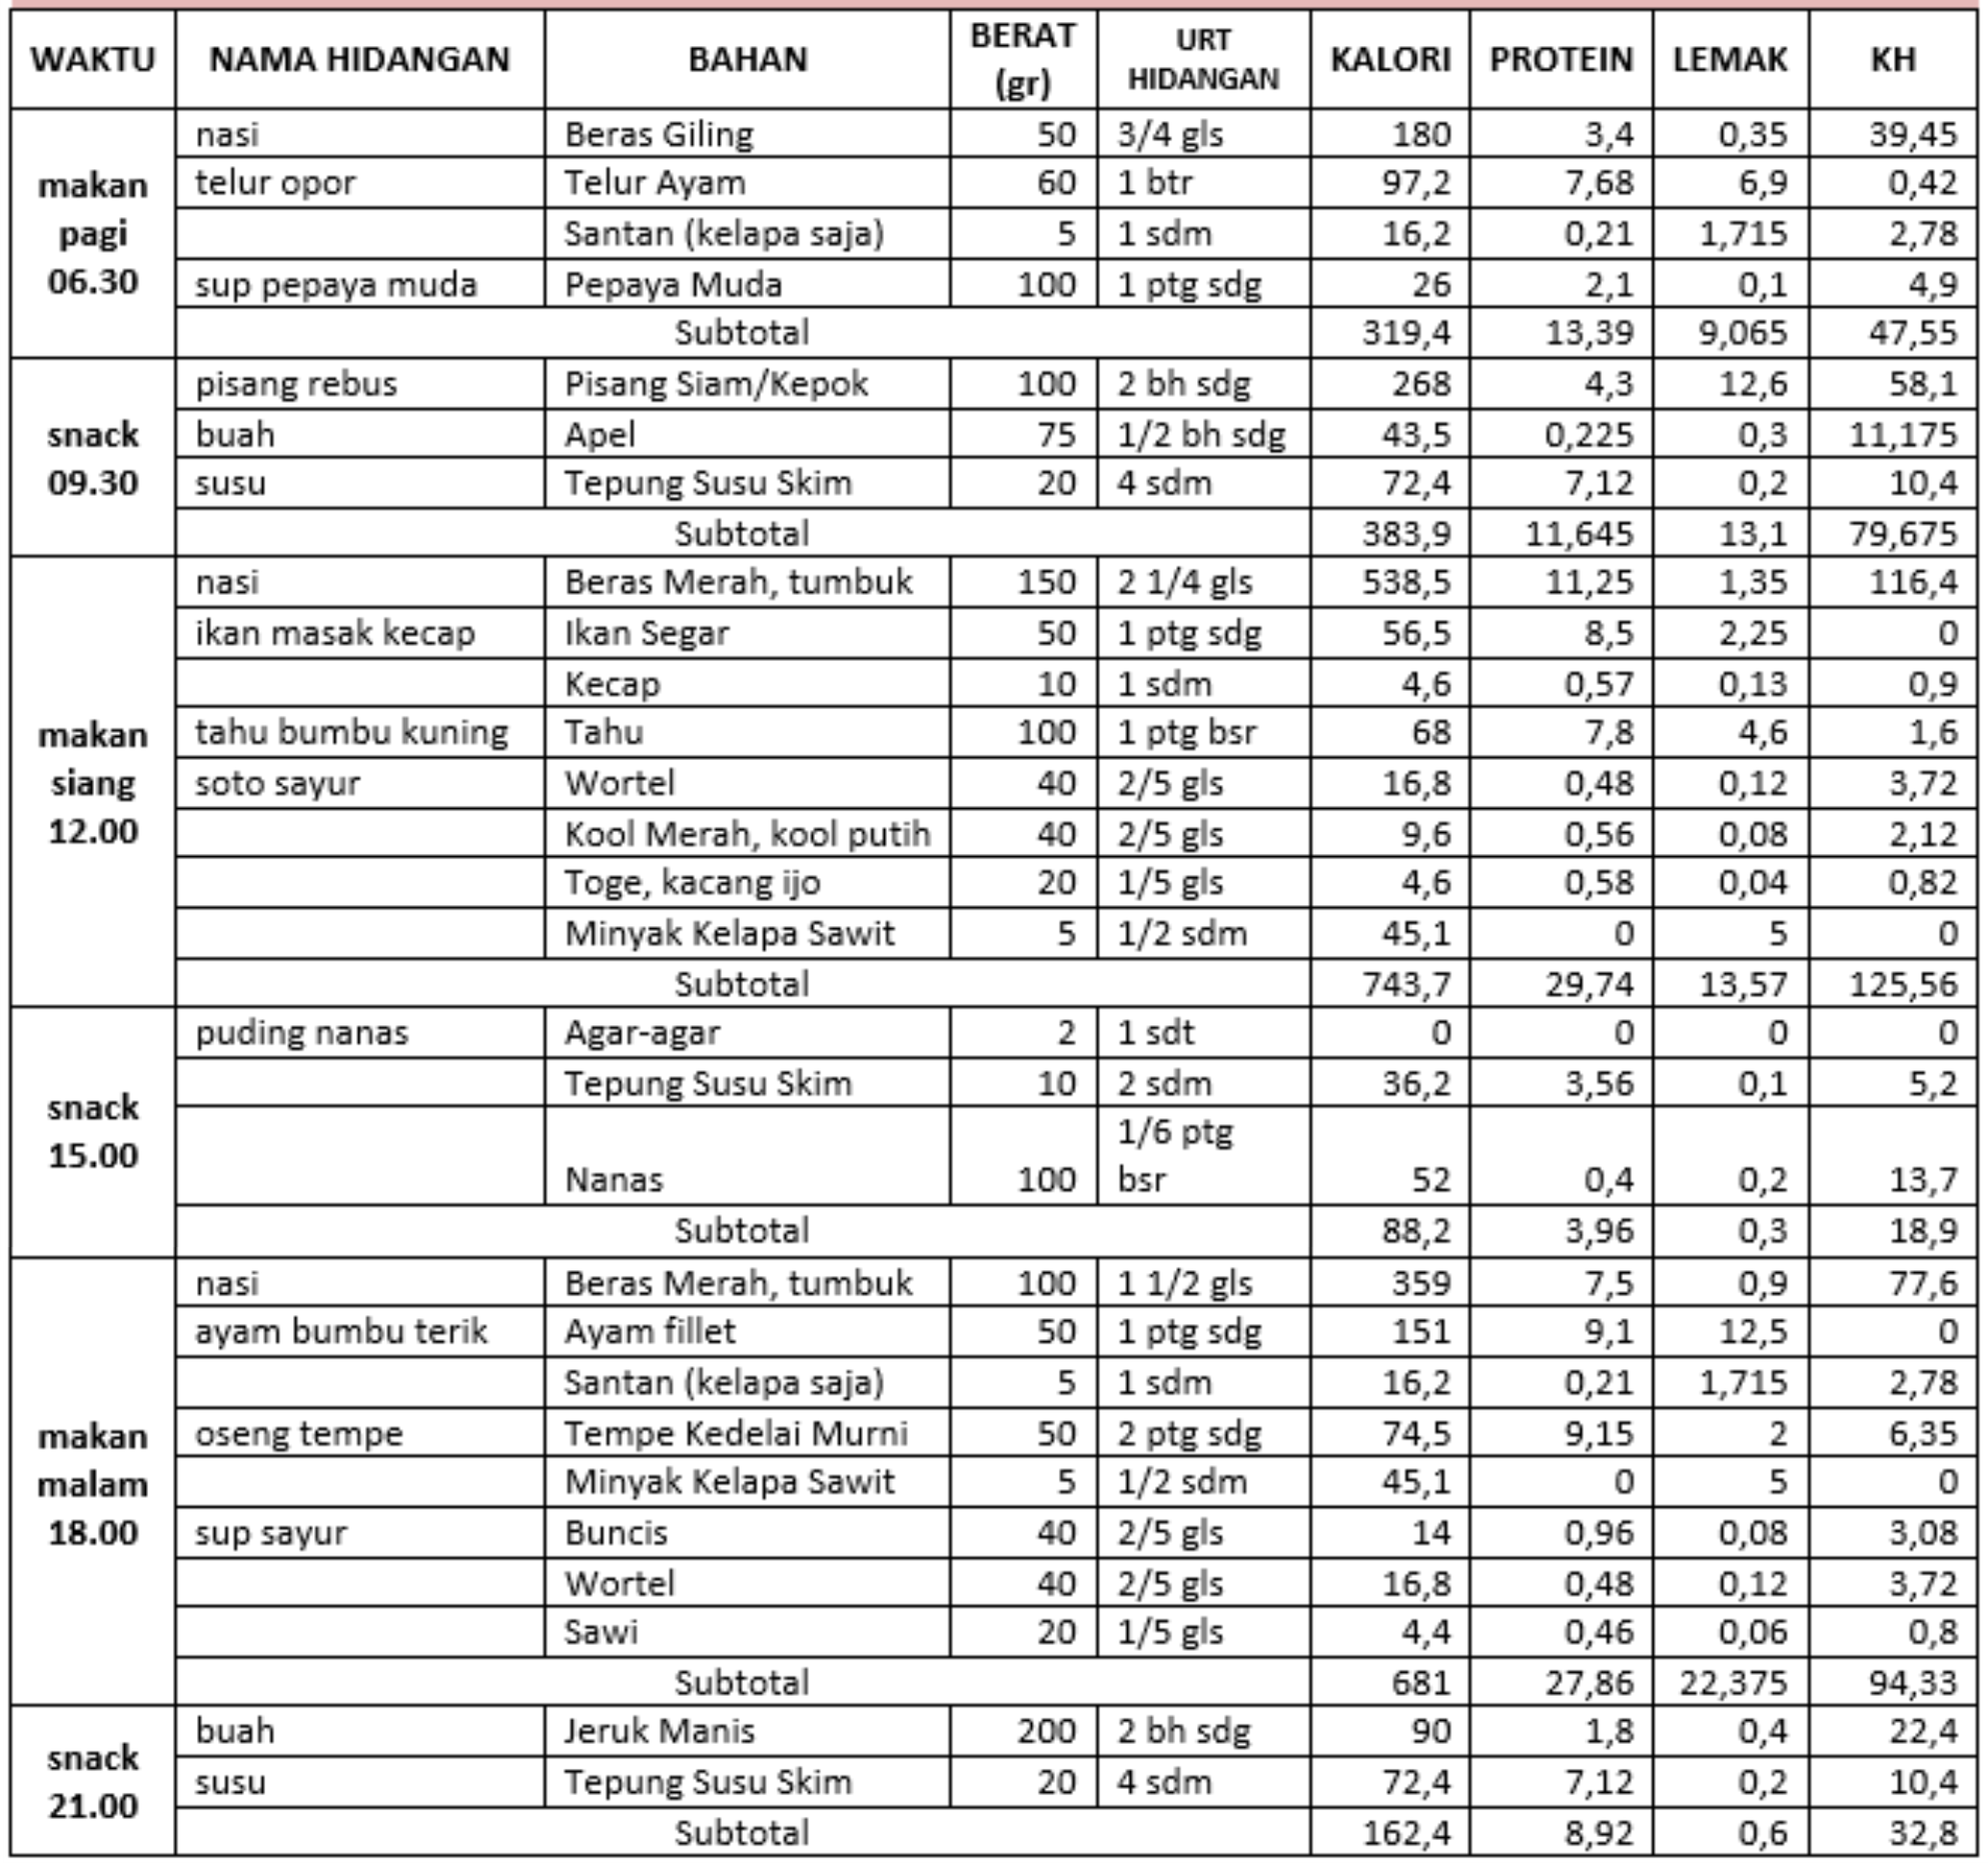 WAKTU NAMA HIDANGAN BAHAN BERAT (gr) URT HIDANGAN KALORI PROTEIN LEMAK KH
makan pagi 06.30
nasi Beras Giling 50 3/4 gls 180 3,4 0,35 39,45
telur opor Telur Ayam 60 1 btr 97,2 7,68 6,9 0,42
Santan (kelapa saja) 5 1 sdm 16,2 0,21 1,715 2,78
sup pepaya muda Pepaya Muda 100 1 ptg sdg 26 2,1 0,1 4,9
Subtotal 319,4 13,39 9,065 47,55
snack 09.30
pisang rebus Pisang Siam/Kepok 100 2 bh sdg 268 4,3 12,6 58,1
buah Apel 75 1/2 bh sdg 43,5 0,225 0,3 11,175
susu Tepung Susu Skim 20 4 sdm 72,4 7,12 0,2 10,4
Subtotal 383,9 11,645 13,1 79,675
makan siang 12.00
nasi Beras Merah, tumbuk 150 2 1/4 gls 538,5 11,25 1,35 116,4
ikan masak kecap Ikan Segar 50 1 ptg sdg 56,5 8,5 2,25 0
Kecap 10 1 sdm 4,6 0,57 0,13 0,9
tahu bumbu kuning Tahu 100 1 ptg bsr 68 7,8 4,6 1,6
soto sayur Wortel 40 2/5 gls 16,8 0,48 0,12 3,72
Kool Merah, kool putih 40 2/5 gls 9,6 0,56 0,08 2,12
Toge, kacang ijo 20 1/5 gls 4,6 0,58 0,04 0,82
Minyak Kelapa Sawit 5 1/2 sdm 45,1 0 5 0
Subtotal 743,7 29,74 13,57 125,56
snack 15.00
puding nanas Agar-agar 2 1 sdt 0 0 0 0
Tepung Susu Skim 10 2 sdm 36,2 3,56 0,1 5,2
Nanas 100 1/6 ptg bsr 52 0,4 0,2 13,7
Subtotal 88,2 3,96 0,3 18,9
makan malam 18.00
nasi Beras Merah, tumbuk 100 1 1/2 gls 359 7,5 0,9 77,6
ayam bumbu terik Ayam fillet 50 1 ptg sdg 151 9,1 12,5 0
Santan (kelapa saja) 5 1 sdm 16,2 0,21 1,715 2,78
oseng tempe Tempe Kedelai Murni 50 2 ptg sdg 74,5 9,15 2 6,35
Minyak Kelapa Sawit 5 1/2 sdm 45,1 0 5 0
sup sayur Buncis 40 2/5 gls 14 0,96 0,08 3,08
Wortel 40 2/5 gls 16,8 0,48 0,12 3,72
Sawi 20 1/5 gls 4,4 0,46 0,06 0,8
Subtotal 681 27,86 22,375 94,33
snack 21.00
buah Jeruk Manis 200 2 bh sdg 90 1,8 0,4 22,4
susu Tepung Susu Skim 20 4 sdm 72,4 7,12 0,2 10,4
Subtotal 162,4 8,92 0,6 32,8